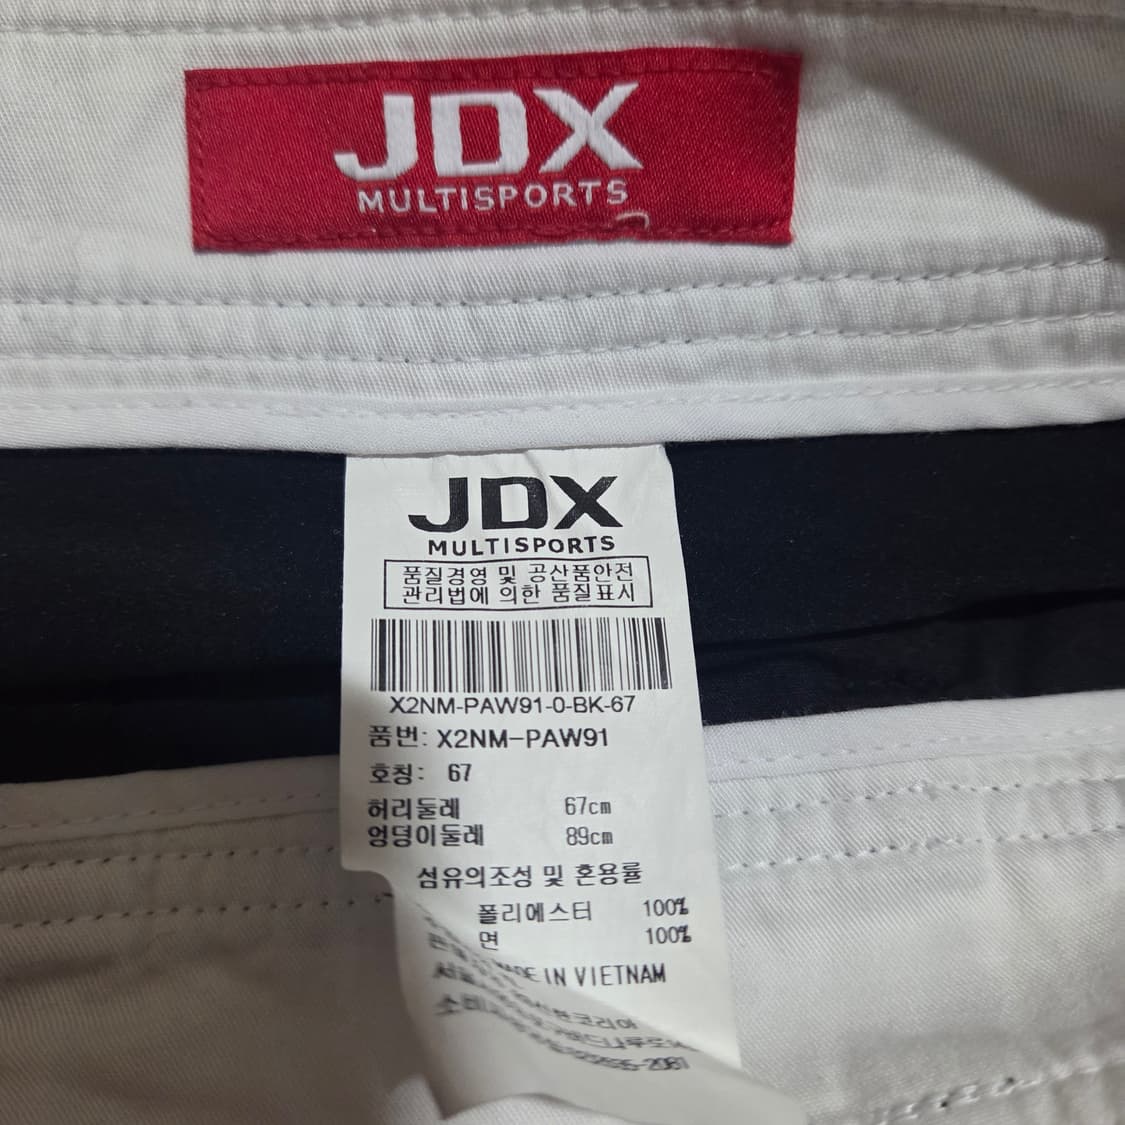 JDX
MULTISPORTS
JDX
MULTISPORTS
품질경영 및 공산품안전
관리법에 의한 품질표시
X2NM-PAW91-0-BK-67
품번: X2NM-PAW91
호칭: 67
허리둘레 67cm
엉덩이둘레 89cm
섬유의조성 및 혼용률
폴리에스터 100%
면 100%
MADE IN VIETNAM